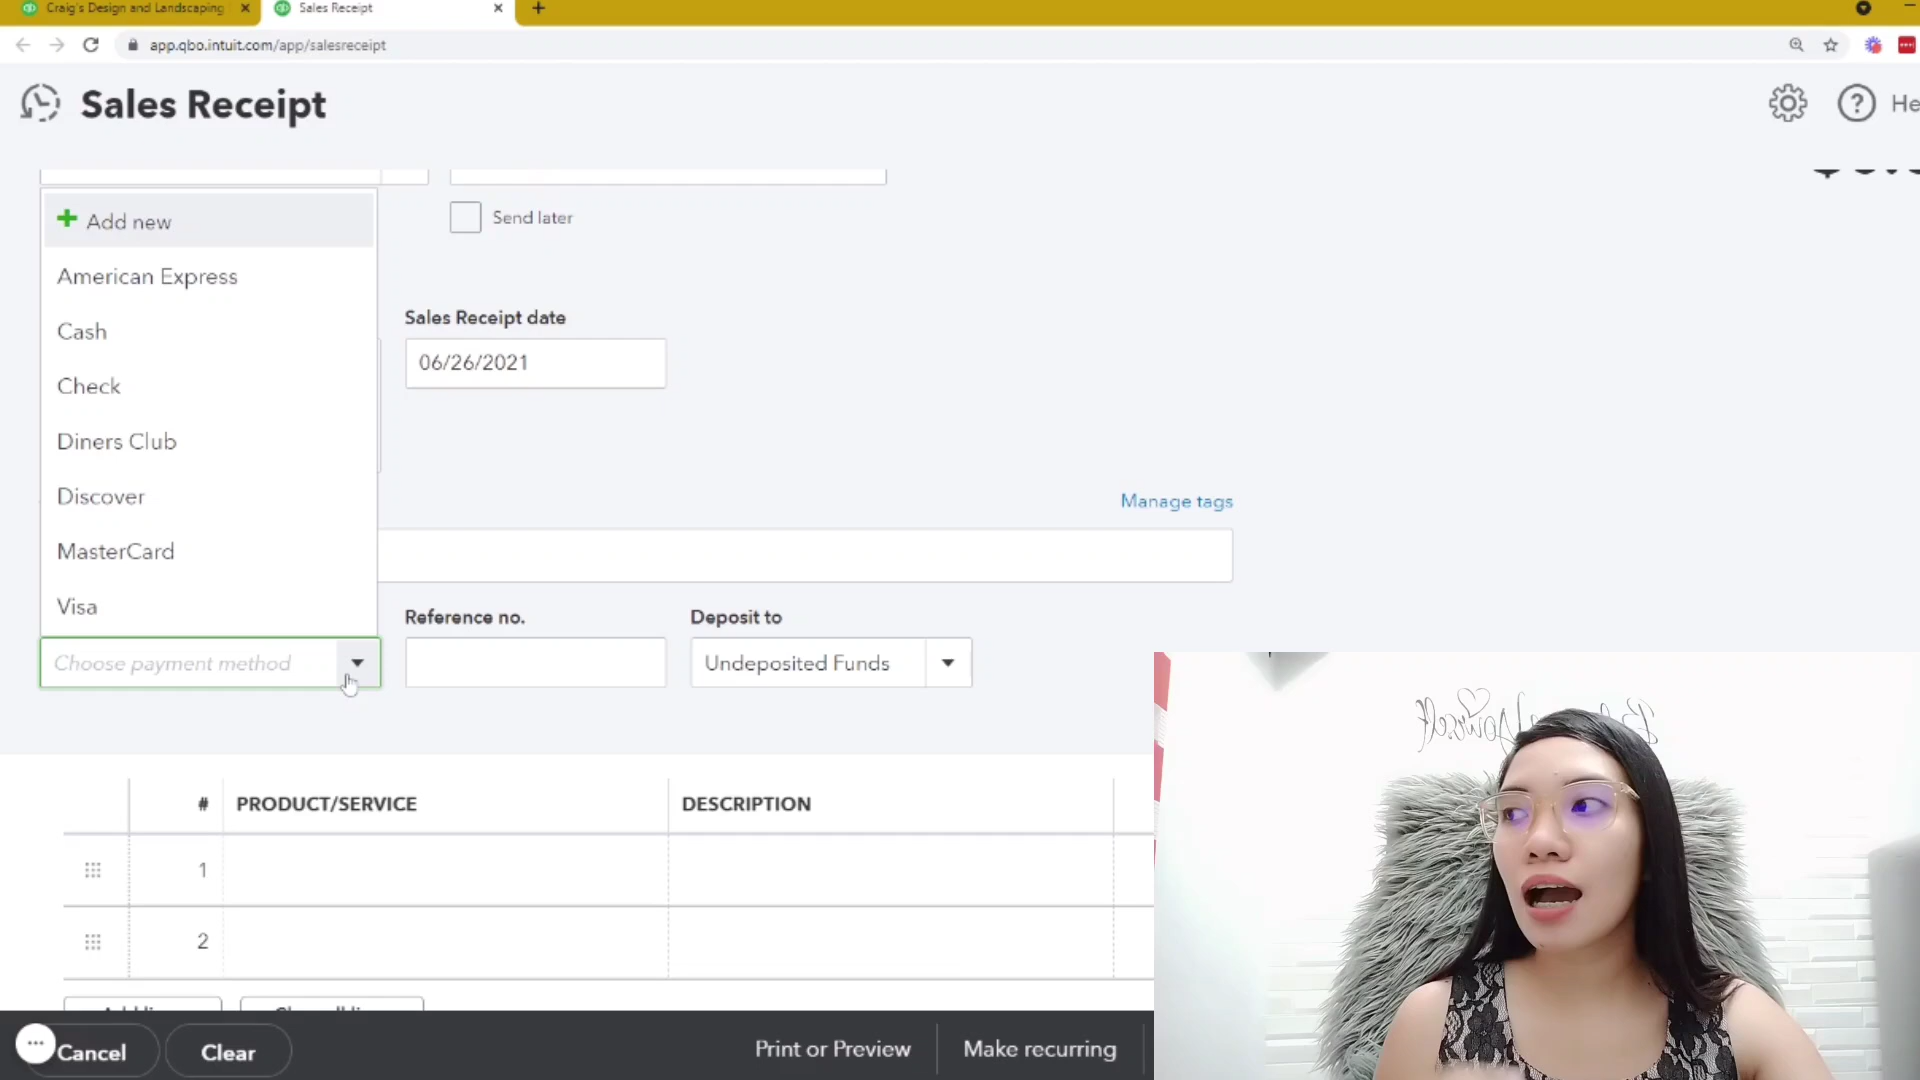 Craig's Design and Landscaping
Sales Receipt
app.qbo.intuit.com/app/salesreceipt
Sales Receipt
He
Add new
Send later
American Express
Cash
Sales Receipt date
06/26/2021
Check
Diners Club
Discover
Manage tags
MasterCard
Visa
Reference no.
Deposit to
Choose payment method
Undeposited Funds
# PRODUCT/SERVICE DESCRIPTION
1
2
Cancel
Clear
Print or Preview
Make recurring